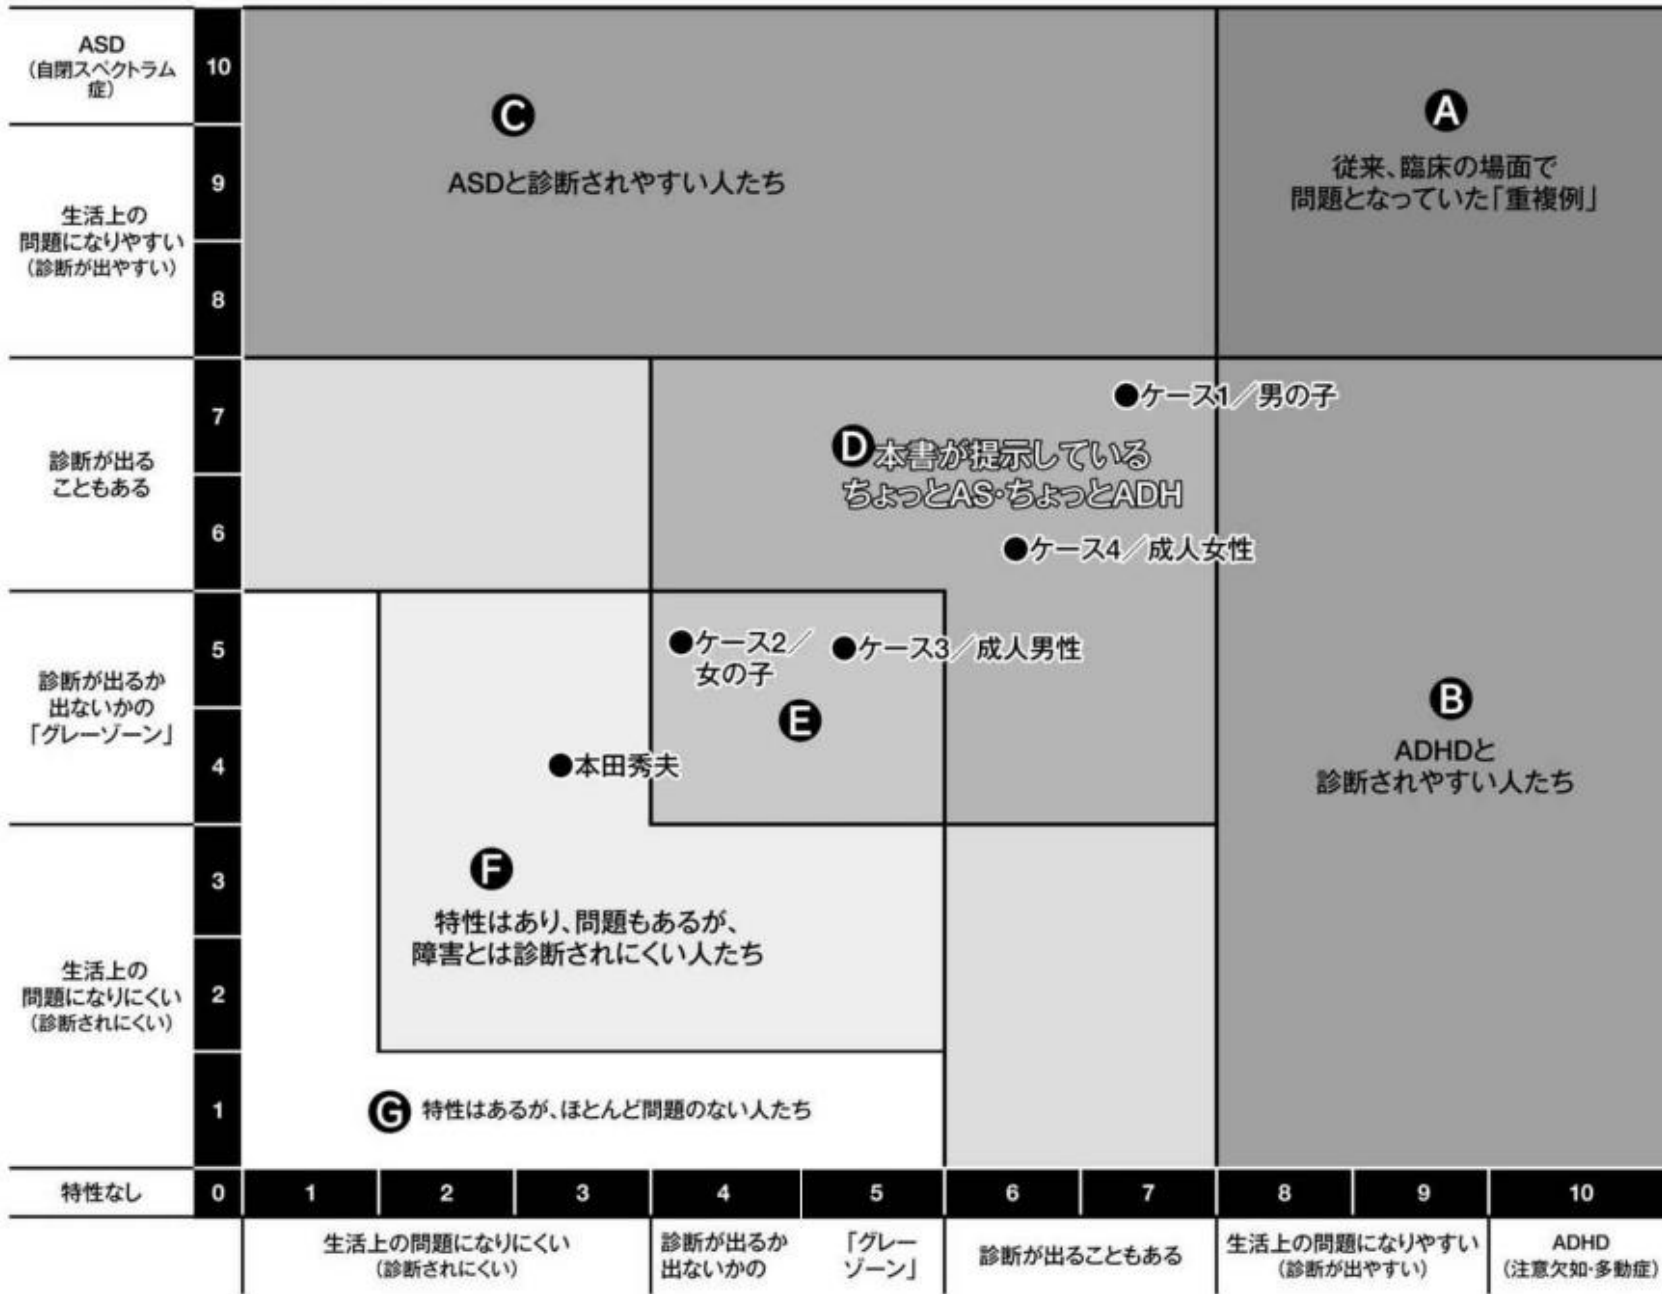 ASD
（自閉スペクトラム
症）
10
C
A
ASDと診断されやすい人たち
従来、臨床の場面で
問題となっていた「重複例」
9
生活上の
問題になりやすい
（診断が出やすい）
8
7
ケース1／男の子
D
本書が提示している
ちょっとAS・ちょっとADH
診断が出る
こともある
6
ケース4／成人女性
5
ケース2／
女の子
ケース3／成人男性
E
診断が出るか
出ないかの
「グレーゾーン」
4
本田秀夫
B
ADHDと
診断されやすい人たち
3
F
特性はあり、問題もあるが、
障害とは診断されにくい人たち
生活上の
問題になりにくい
（診断されにくい）
2
1
G
特性はあるが、ほとんど問題のない人たち
特性なし
0 1 2 3 4 5 6 7 8 9 10
生活上の問題になりにくい
（診断されにくい）
診断が出るか
出ないかの
「グレー
ゾーン」
診断が出ることもある
生活上の問題になりやすい
（診断が出やすい）
ADHD
（注意欠如・多動症）